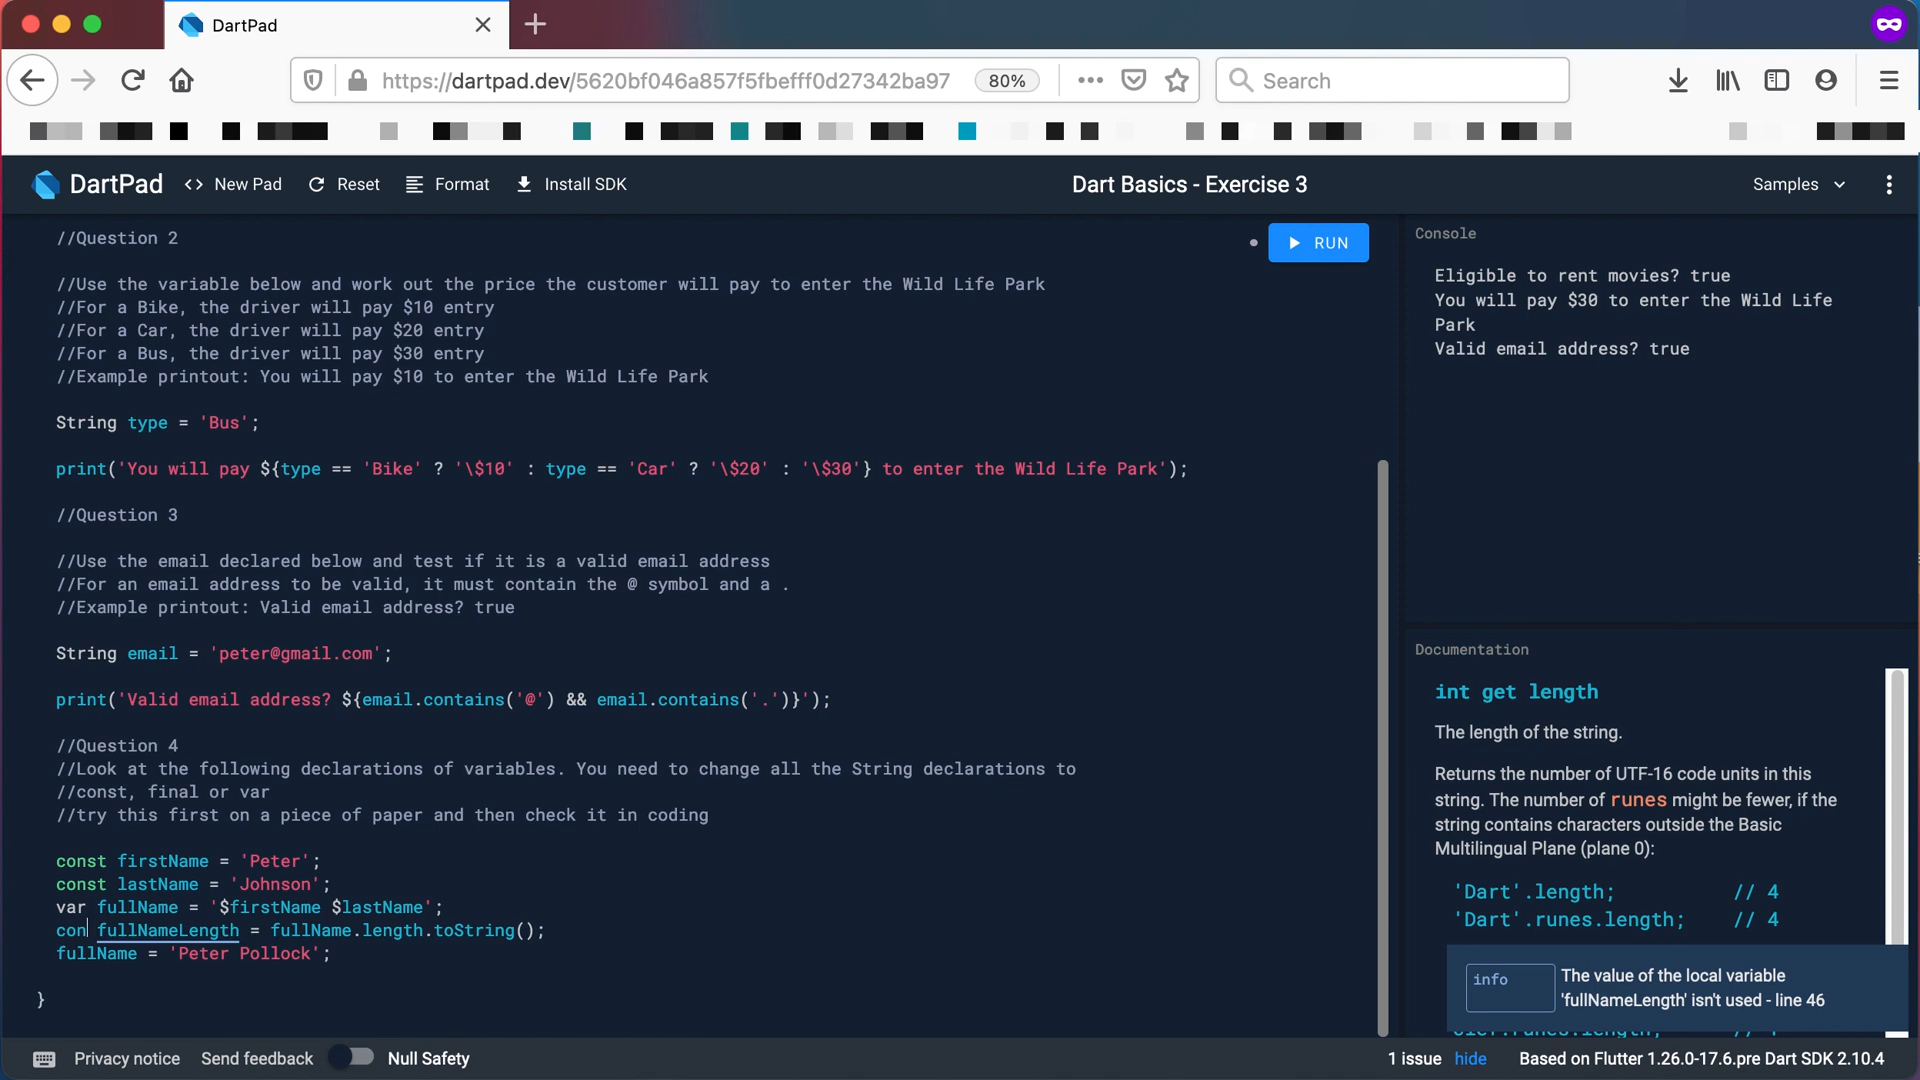 DartPad
https://dartpad.dev/5620bf046a857f5fbefff0d27342ba97
80%
Search
DartPad
<> New Pad
Reset
Format
Install SDK
Dart Basics - Exercise 3
Samples
//Question 2
//Use the variable below and work out the price the customer will pay to enter the Wild Life Park
//For a Bike, the driver will pay $10 entry
//For a Car, the driver will pay $20 entry
//For a Bus, the driver will pay $30 entry
//Example printout: You will pay $10 to enter the Wild Life Park
String type = 'Bus';
print('You will pay ${type == 'Bike' ? '\$10' : type == 'Car' ? '\$20' : '\$30'} to enter the Wild Life Park');
//Question 3
//Use the email declared below and test if it is a valid email address
//For an email address to be valid, it must contain the @ symbol and a .
//Example printout: Valid email address? true
String email = 'peter@gmail.com';
print('Valid email address? ${email.contains('@') && email.contains('.')}');
//Question 4
//Look at the following declarations of variables. You need to change all the String declarations to
//const, final or var
//try this first on a piece of paper and then check it in coding
const firstName = 'Peter';
const lastName = 'Johnson';
var fullName = '$firstName $lastName';
con fullNameLength = fullName.length.toString();
fullName = 'Peter Pollock';
}
RUN
Console
Eligible to rent movies? true
You will pay $30 to enter the Wild Life
Park
Valid email address? true
Documentation
int get length
The length of the string.
Returns the number of UTF-16 code units in this
string. The number of runes might be fewer, if the
string contains characters outside the Basic
Multilingual Plane (plane 0):
'Dart'.length; // 4
'Dart'.runes.length; // 4
info
The value of the local variable
'fullNameLength' isn't used - line 46
Privacy notice
Send feedback
Null Safety
1 issue
hide
Based on Flutter 1.26.0-17.6.pre Dart SDK 2.10.4